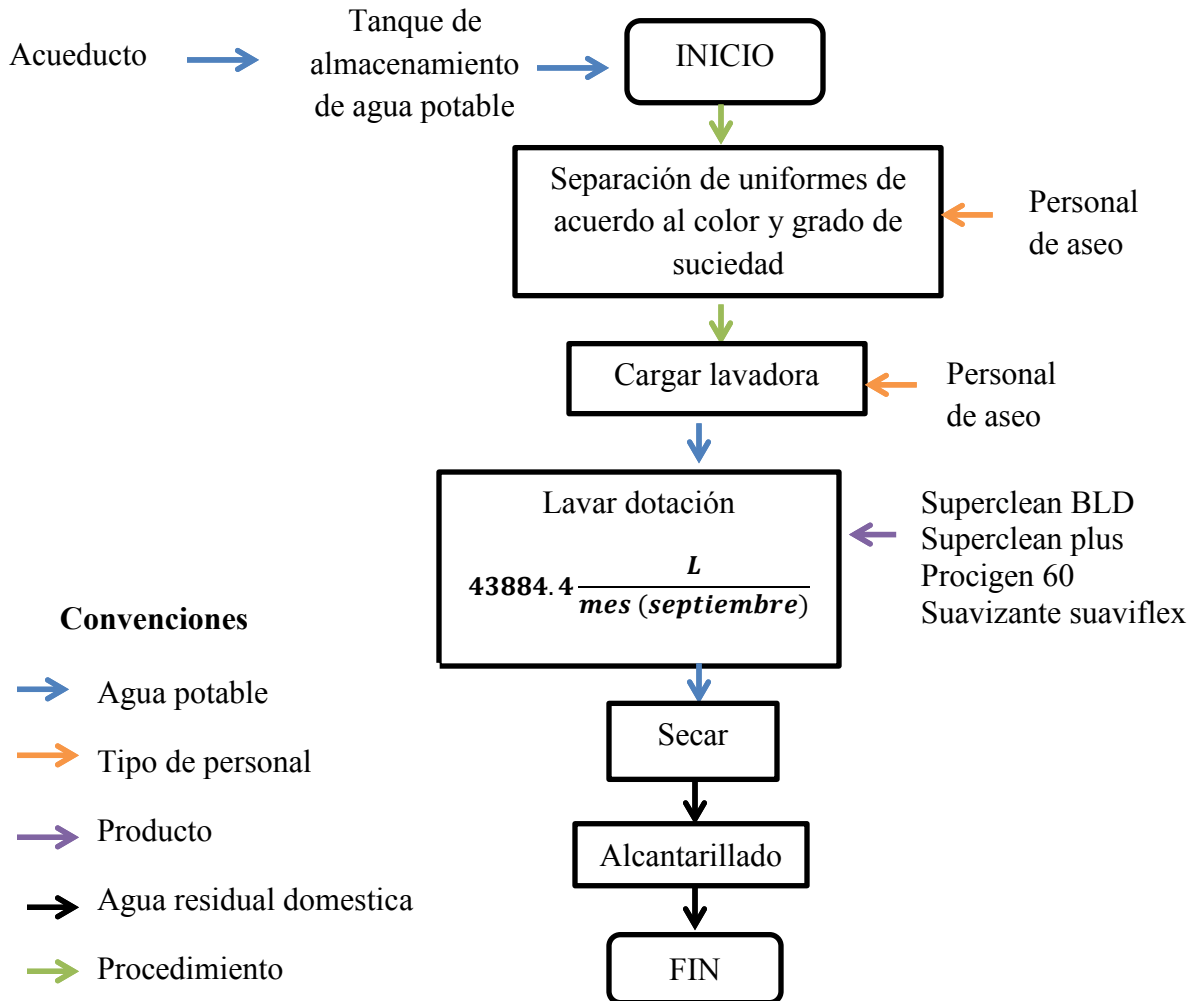 Acueducto
Tanque de
almacenamiento
de agua potable
INICIO
Separación de uniformes de
acuerdo al color y grado de
suciedad
Personal
de aseo
Cargar lavadora
Personal
de aseo
Lavar dotación
43884.4 L
mes (septiembre)
Superclean BLD
Superclean plus
Procigen 60
Suavizante suaviflex
Secar
Alcantarillado
FIN
Convenciones
Agua potable
Tipo de personal
Producto
Agua residual domestica
Procedimiento